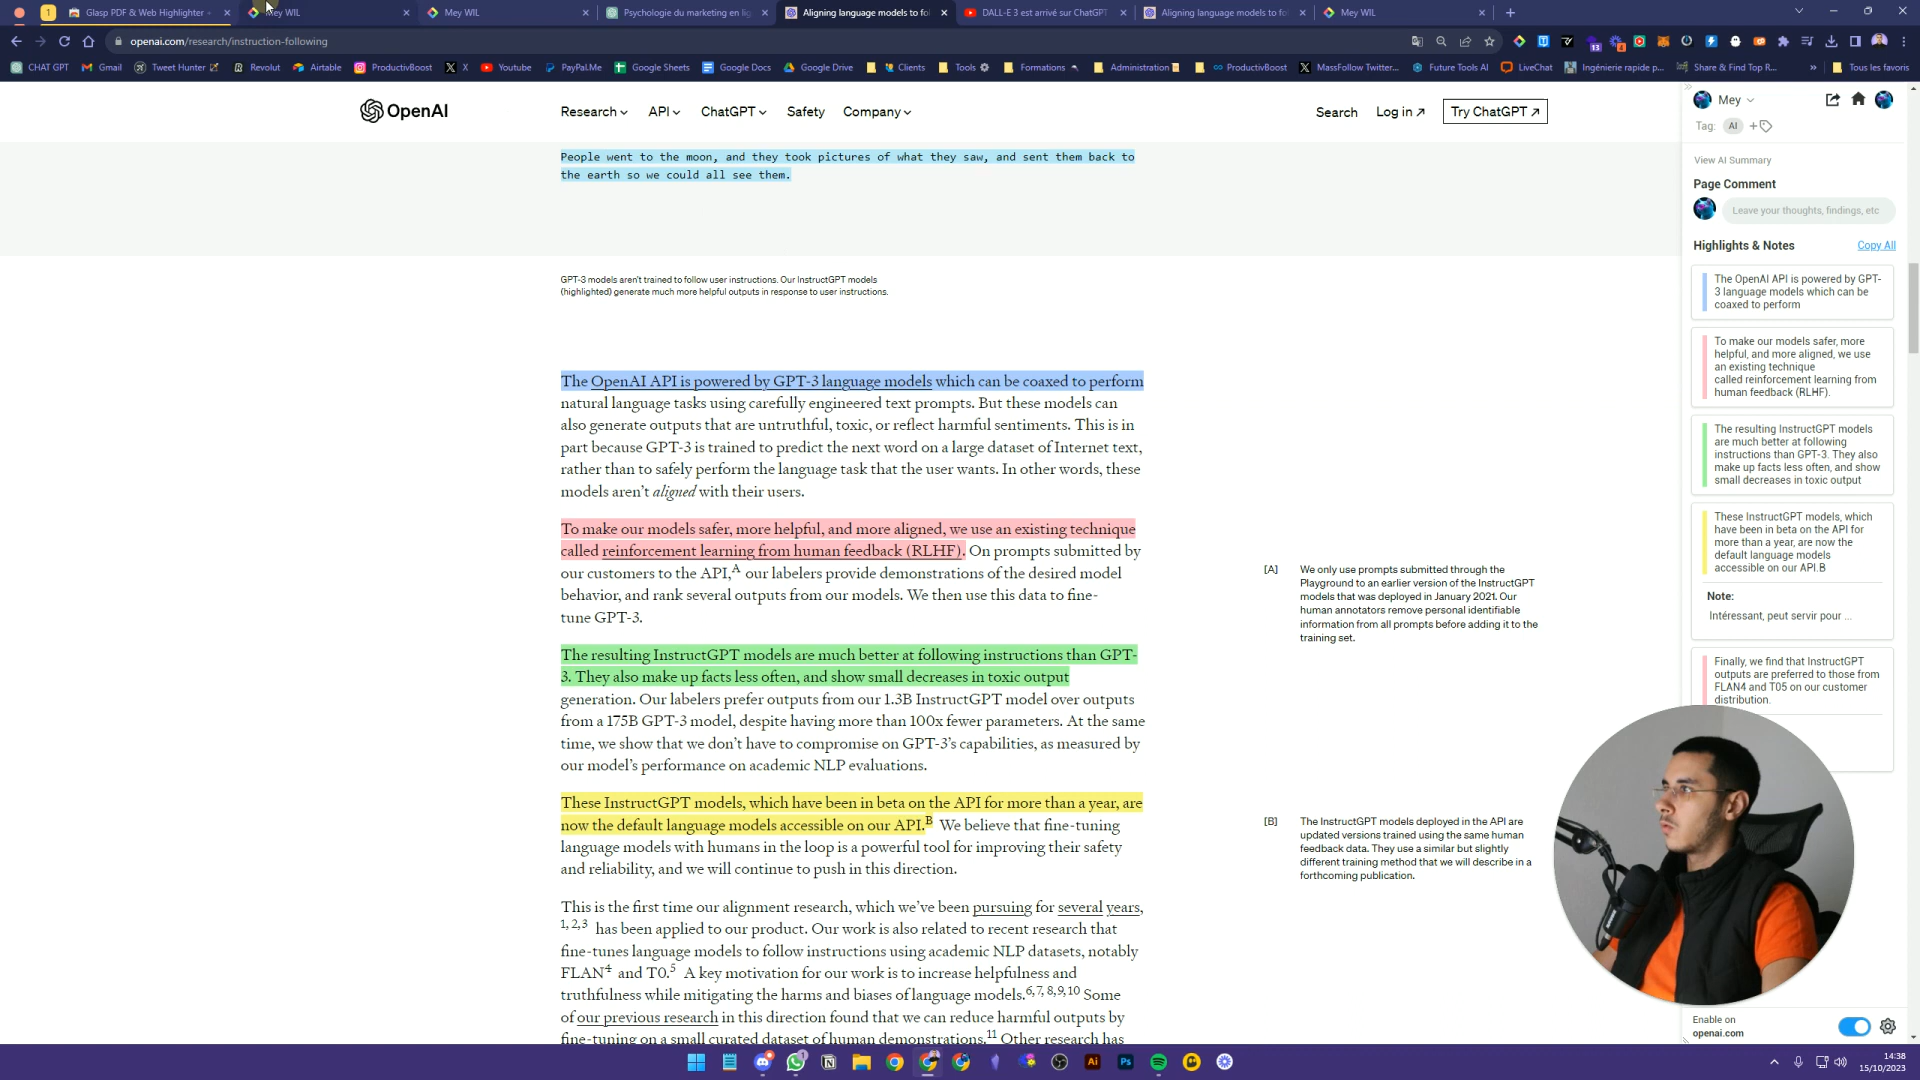 1
Glasp PDF & Web Highlighter
Mey WIL
Mey WIL
Psychologie du marketing en lig
Aligning language models to fol
DALL-E 3 est arrivé sur ChatGPT
Aligning language models to fol
Mey WIL
openai.com/research/instruction-following
13
4
CHAT GPT
Gmail
Tweet Hunter
Revolut
Airtable
ProductivBoost
X
Youtube
PayPal.Me
Google Sheets
Google Docs
Google Drive
Clients
Tools
Formations
Administration
ProductivBoost
MassFollow Twitter...
Future Tools AI
LiveChat
Ingénierie rapide p...
Share & Find Top R...
»
Tous les favoris
OpenAI
Research
API
ChatGPT
Safety
Company
Search
Log in ↗
Try ChatGPT ↗
People went to the moon, and they took pictures of what they saw, and sent them back to
the earth so we could all see them.
GPT-3 models aren't trained to follow user instructions. Our InstructGPT models
(highlighted) generate much more helpful outputs in response to user instructions.
The OpenAI API is powered by GPT-3 language models which can be coaxed to perform
natural language tasks using carefully engineered text prompts. But these models can
also generate outputs that are untruthful, toxic, or reflect harmful sentiments. This is in
part because GPT-3 is trained to predict the next word on a large dataset of Internet text,
rather than to safely perform the language task that the user wants. In other words, these
models aren't aligned with their users.
To make our models safer, more helpful, and more aligned, we use an existing technique
called reinforcement learning from human feedback (RLHF). On prompts submitted by
our customers to the API,A our labelers provide demonstrations of the desired model
behavior, and rank several outputs from our models. We then use this data to fine-
tune GPT-3.
The resulting InstructGPT models are much better at following instructions than GPT-
3. They also make up facts less often, and show small decreases in toxic output
generation. Our labelers prefer outputs from our 1.3B InstructGPT model over outputs
from a 175B GPT-3 model, despite having more than 100x fewer parameters. At the same
time, we show that we don't have to compromise on GPT-3's capabilities, as measured by
our model's performance on academic NLP evaluations.
These InstructGPT models, which have been in beta on the API for more than a year, are
now the default language models accessible on our API.B We believe that fine-tuning
language models with humans in the loop is a powerful tool for improving their safety
and reliability, and we will continue to push in this direction.
This is the first time our alignment research, which we've been pursuing for several years,
1, 2, 3 has been applied to our product. Our work is also related to recent research that
fine-tunes language models to follow instructions using academic NLP datasets, notably
FLAN4 and T0.5 A key motivation for our work is to increase helpfulness and
truthfulness while mitigating the harms and biases of language models.6, 7, 8, 9, 10 Some
of our previous research in this direction found that we can reduce harmful outputs by
fine-tuning on a small curated dataset of human demonstrations.11 Other research has
[A] We only use prompts submitted through the
Playground to an earlier version of the InstructGPT
models that was deployed in January 2021. Our
human annotators remove personal identifiable
information from all prompts before adding it to the
training set.
[B] The InstructGPT models deployed in the API are
updated versions trained using the same human
feedback data. They use a similar but slightly
different training method that we will describe in a
forthcoming publication.
Mey
Tag: AI +
View AI Summary
Page Comment
Leave your thoughts, findings, etc
Highlights & Notes
Copy All
The OpenAI API is powered by GPT-
3 language models which can be
coaxed to perform
To make our models safer, more
helpful, and more aligned, we use
an existing technique
called reinforcement learning from
human feedback (RLHF).
The resulting InstructGPT models
are much better at following
instructions than GPT-3. They also
make up facts less often, and show
small decreases in toxic output
These InstructGPT models, which
have been in beta on the API for
more than a year, are now the
default language models
accessible on our API.B
Note:
Intéressant, peut servir pour ...
Finally, we find that InstructGPT
outputs are preferred to those from
FLAN4 and T05 on our customer
distribution.
Enable on
openai.com
Ai
Ps
14:38
15/10/2023